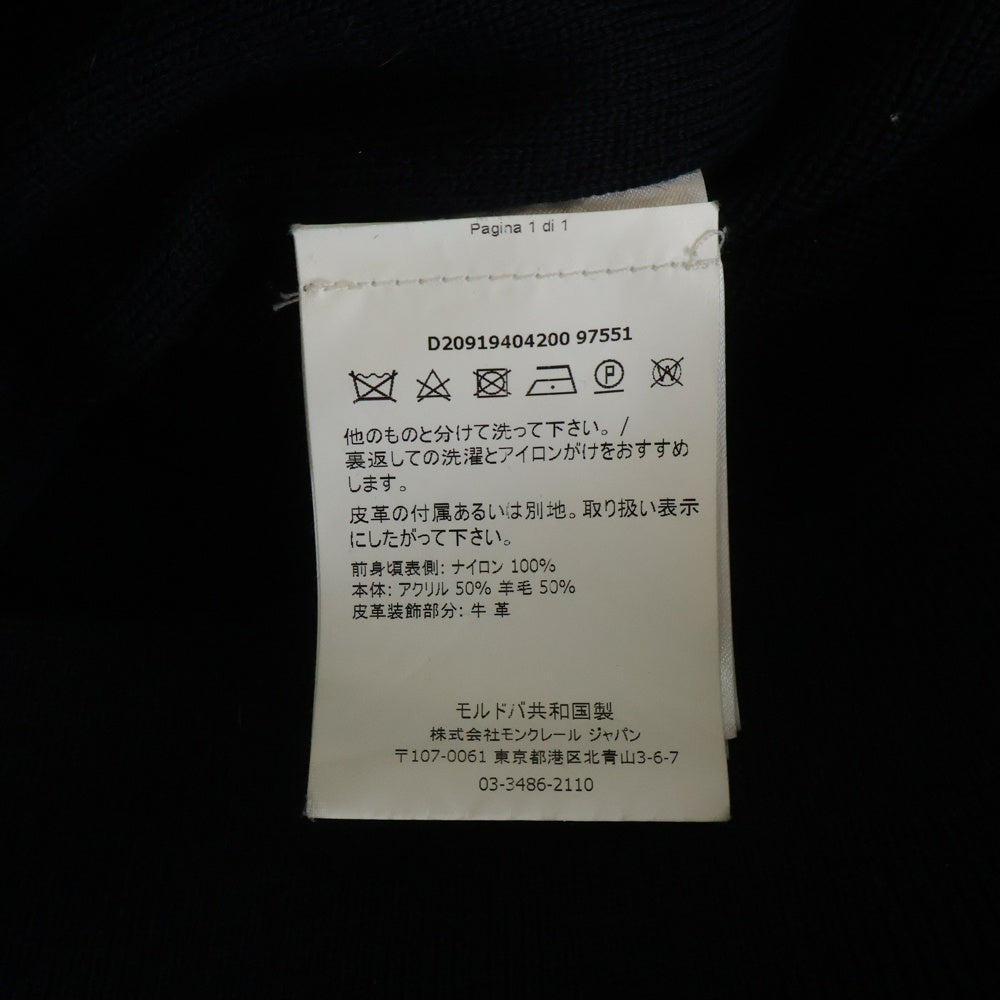 Pagina 1 di 1
D20919404200 97551
P W
他のものと分けて洗って下さい。/
裏返しての洗濯とアイロンがけをおすすめ
します。
皮革の付属あるいは別地。取り扱い表示
にしたがって下さい。
前身頃表側: ナイロン 100%
本体: アクリル 50% 羊毛 50%
皮革装飾部分: 牛 革
モルドバ共和国製
株式会社モンクレール ジャパン
〒107-0061 東京都港区北青山3-6-7
03-3486-2110